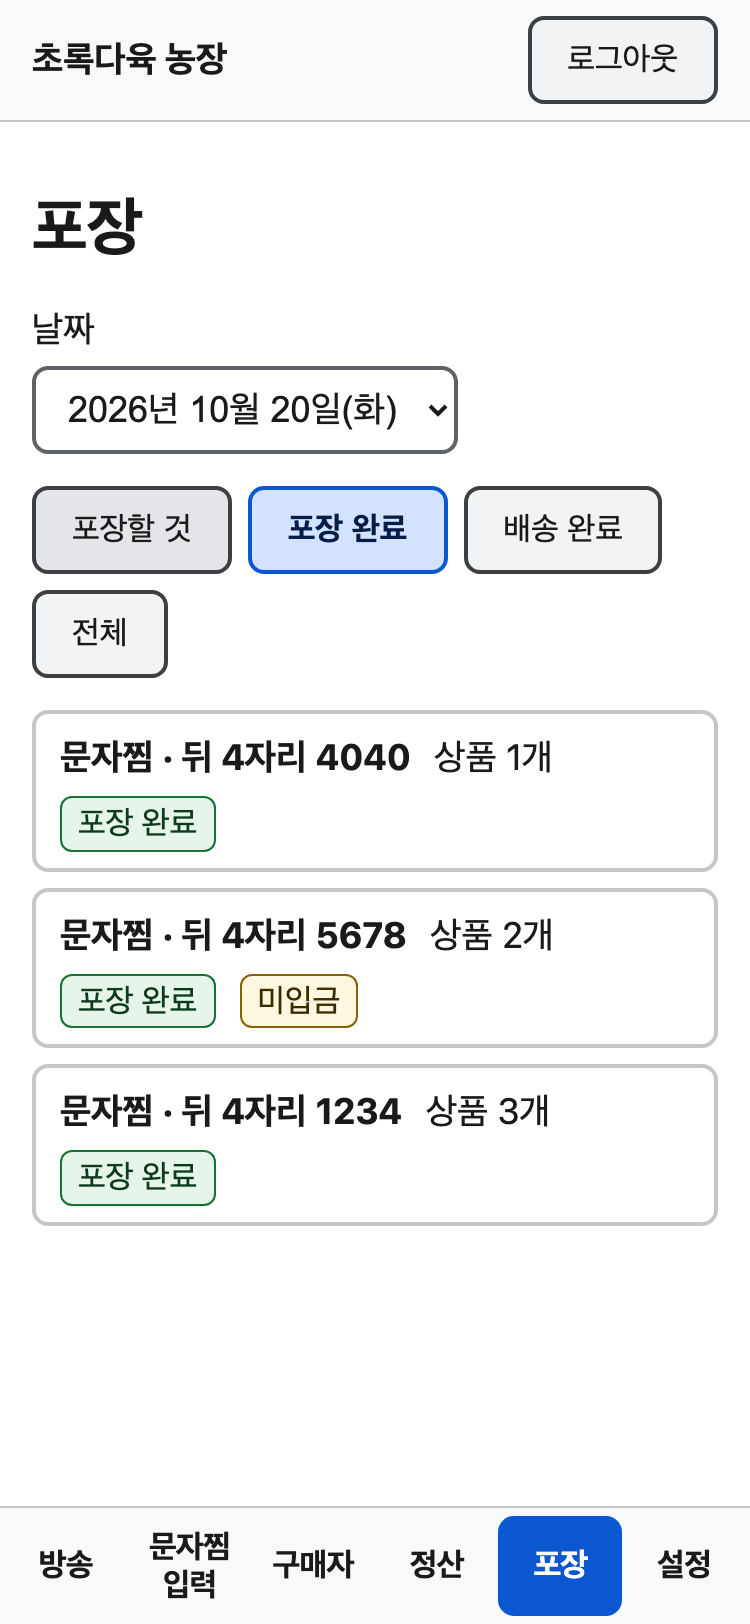 초록다육 농장
로그아웃
포장
날짜
2026년 10월 20일(화)
포장할 것
포장 완료
배송 완료
전체
문자찜 · 뒤 4자리 4040 상품 1개
포장 완료
문자찜 · 뒤 4자리 5678 상품 2개
포장 완료 미입금
문자찜 · 뒤 4자리 1234 상품 3개
포장 완료
방송
문자찜
입력
구매자
정산
포장
설정